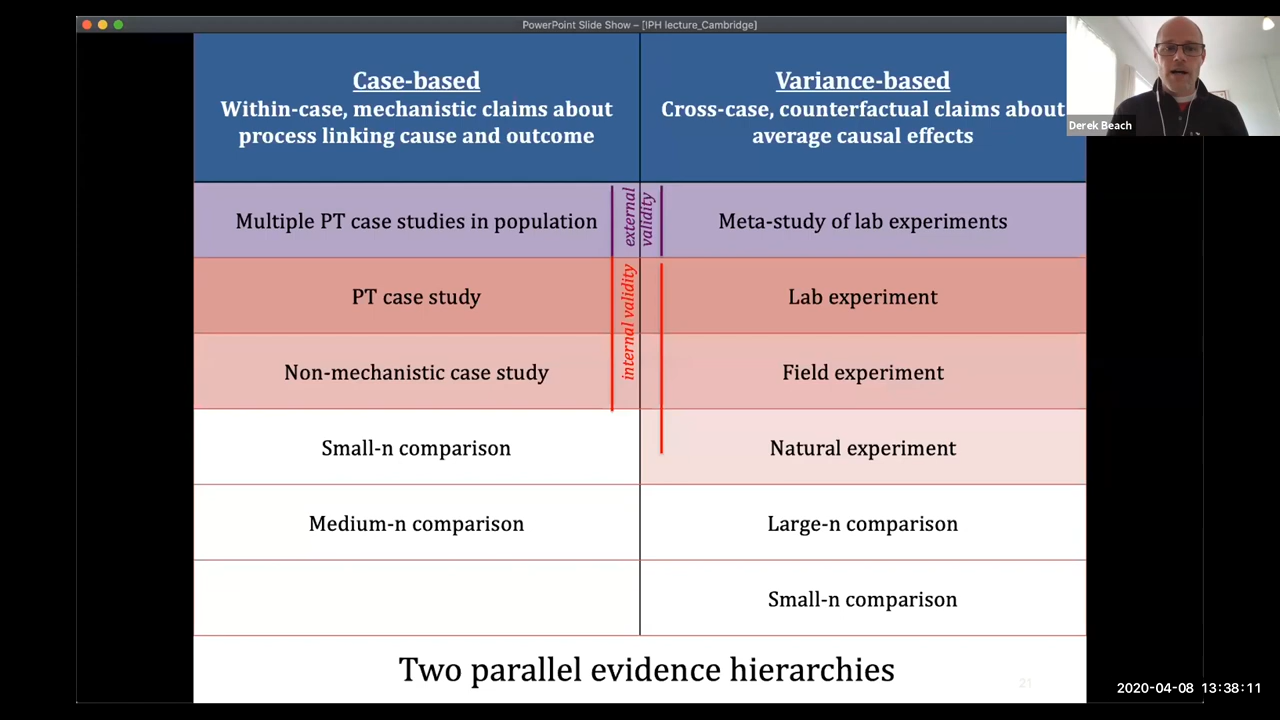 PowerPoint Slide Show – [IPH lecture_Cambridge]
Case-based
Within-case, mechanistic claims about
process linking cause and outcome
Variance-based
Cross-case, counterfactual claims about
average causal effects
Derek Beach
Multiple PT case studies in population
external
validity
Meta-study of lab experiments
PT case study
internal validity
Lab experiment
Non-mechanistic case study
Field experiment
Small-n comparison
Natural experiment
Medium-n comparison
Large-n comparison
Small-n comparison
Two parallel evidence hierarchies
21
2020-04-08 13:38:11